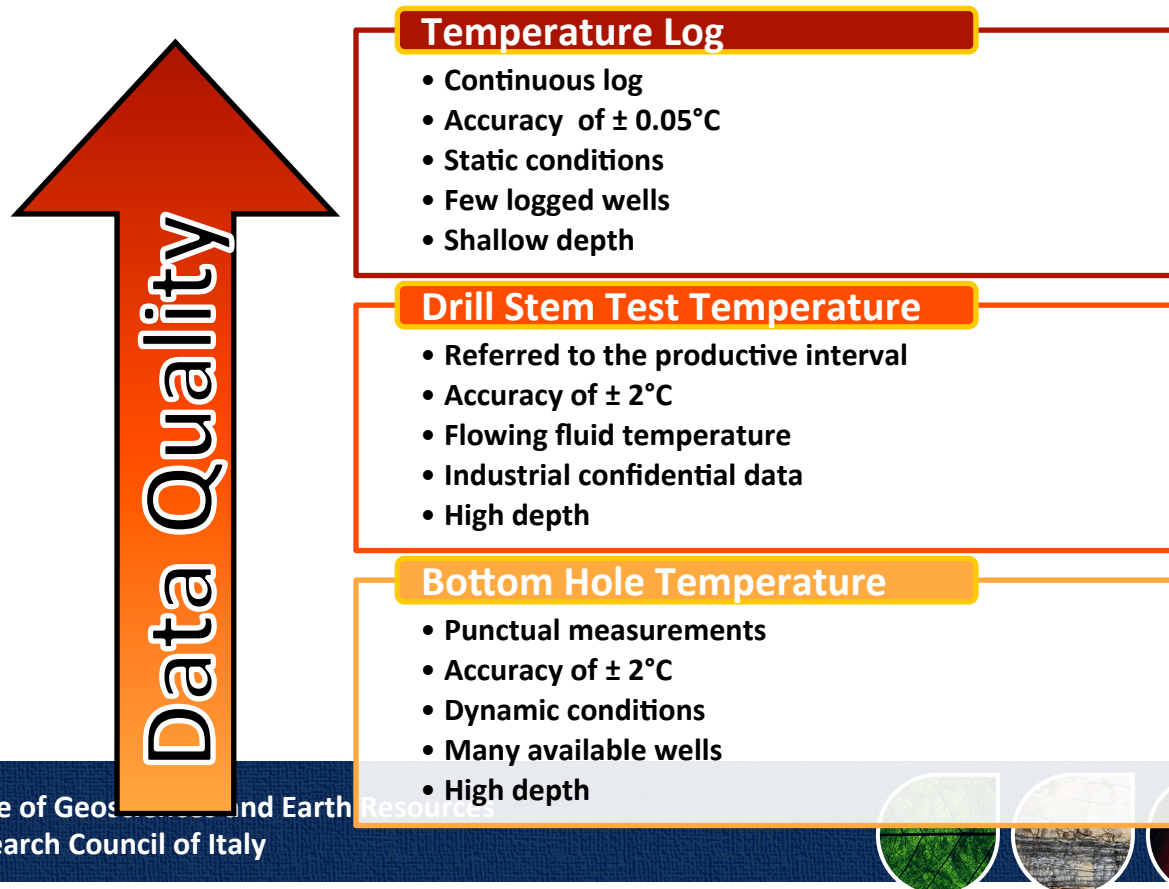 Data Quality
Temperature Log
• Continuous log
• Accuracy of ± 0.05°C
• Static conditions
• Few logged wells
• Shallow depth
Drill Stem Test Temperature
• Referred to the productive interval
• Accuracy of ± 2°C
• Flowing fluid temperature
• Industrial confidential data
• High depth
Bottom Hole Temperature
• Punctual measurements
• Accuracy of ± 2°C
• Dynamic conditions
• Many available wells
• High depth
e of Geosciences and Earth Resources
earch Council of Italy